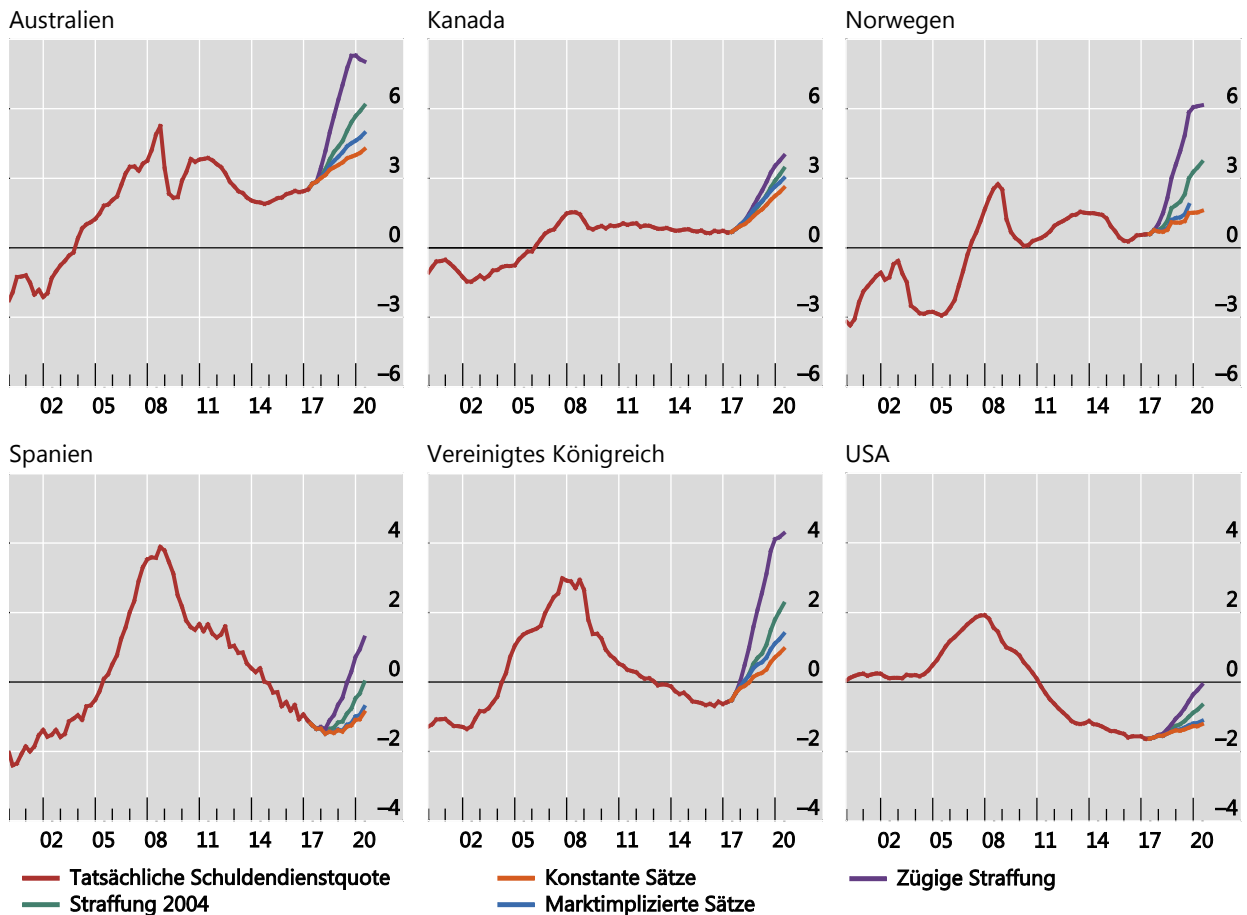 Australien Kanada Norwegen
6 6 6
3 3 3
0 0 0
–3 –3 –3
–6 –6 –6
02 05 08 11 14 17 20 02 05 08 11 14 17 20 02 05 08 11 14 17 20
Spanien Vereinigtes Königreich USA
4 4 4
2 2 2
0 0 0
–2 –2 –2
–4 –4 –4
02 05 08 11 14 17 20 02 05 08 11 14 17 20 02 05 08 11 14 17 20
Tatsächliche Schuldendienstquote Konstante Sätze Zügige Straffung
Straffung 2004 Marktimplizierte Sätze